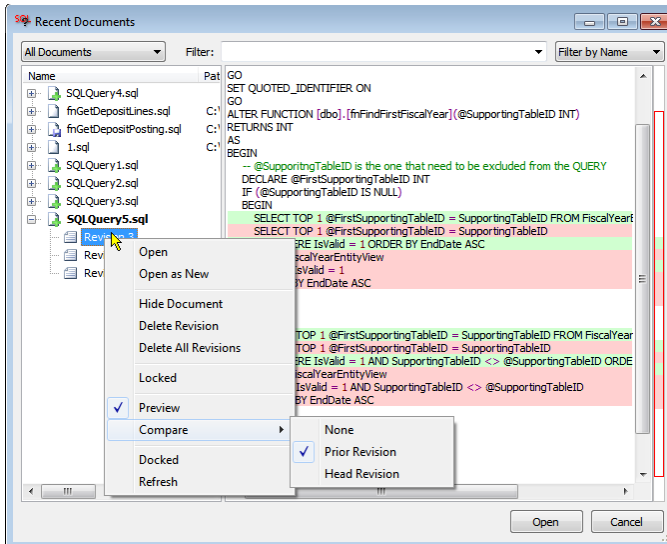 Recent Documents
All Documents
Filter:
Filter by Name
Name
Pat
SQLQuery4.sql
fnGetDepositLines.sql C:\
fnGetDepositPosting.sql C:\
1.sql C:\
SQLQuery1.sql
SQLQuery2.sql
SQLQuery3.sql
SQLQuery5.sql
Revision 3
Rev
Rev
GO
SET QUOTED_IDENTIFIER ON
GO
ALTER FUNCTION [dbo].[fnFindFirstFiscalYear](@SupportingTableID INT)
RETURNS INT
AS
BEGIN
-- @SupporitngTableID is the one that need to be excluded from the QUERY
DECLARE @FirstSupportingTableID INT
IF (@SupportingTableID IS NULL)
BEGIN
SELECT TOP 1 @FirstSupportingTableID = SupportingTableID FROM FiscalYearE
SELECT TOP 1 @FirstSupportingTableID = SupportingTableID
ERE IsValid = 1 ORDER BY EndDate ASC
scalYearEntityView
sValid = 1
BY EndDate ASC
TOP 1 @FirstSupportingTableID = SupportingTableID FROM FiscalYear
TOP 1 @FirstSupportingTableID = SupportingTableID
ERE IsValid = 1 AND SupportingTableID <> @SupportingTableID ORDE
scalYearEntityView
IsValid = 1 AND SupportingTableID <> @SupportingTableID
BY EndDate ASC
Open
Open as New
Hide Document
Delete Revision
Delete All Revisions
Locked
Preview
Compare
Docked
Refresh
None
Prior Revision
Head Revision
Open
Cancel